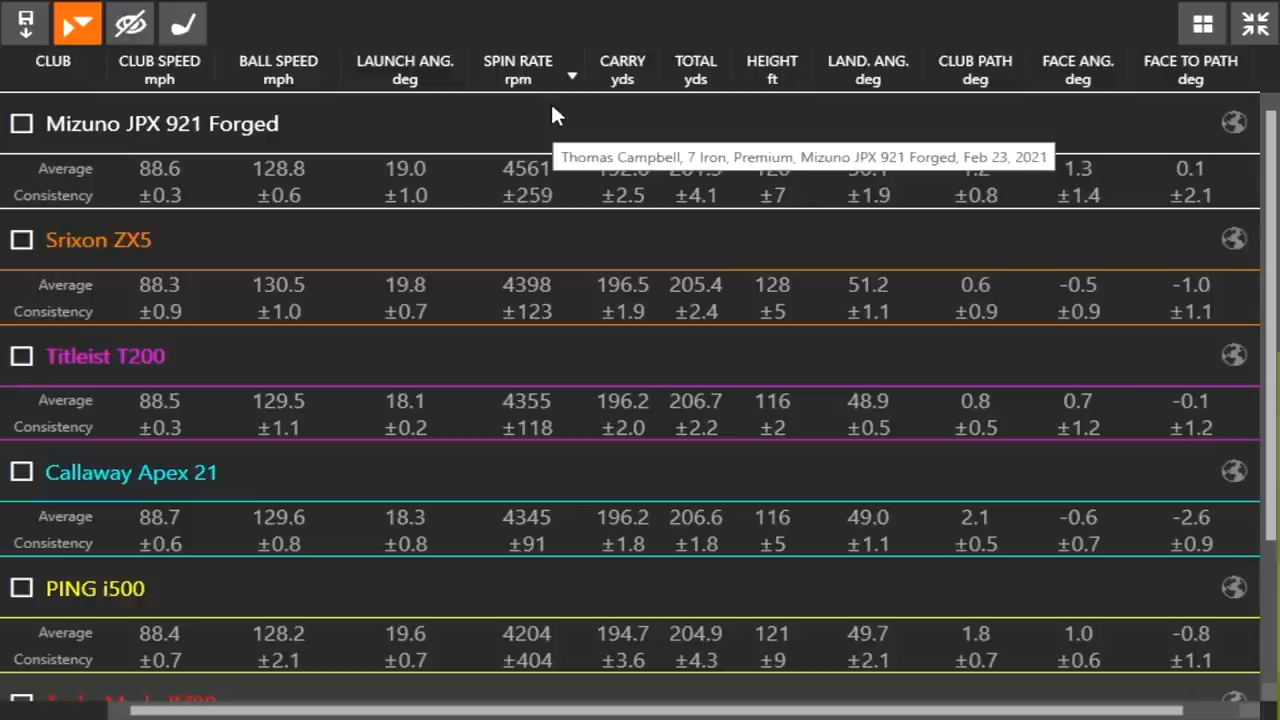 CLUB CLUB SPEED BALL SPEED LAUNCH ANG. SPIN RATE CARRY TOTAL HEIGHT LAND. ANG. CLUB PATH FACE ANG. FACE TO PATH
mph mph deg rpm yds yds ft deg deg deg deg
Mizuno JPX 921 Forged
Thomas Campbell, 7 Iron, Premium, Mizuno JPX 921 Forged, Feb 23, 2021
Average 88.6 128.8 19.0 4561 1.3 0.1
Consistency ±0.3 ±0.6 ±1.0 ±259 ±2.5 ±4.1 ±7 ±1.9 ±0.8 ±1.4 ±2.1
Srixon ZX5
Average 88.3 130.5 19.8 4398 196.5 205.4 128 51.2 0.6 -0.5 -1.0
Consistency ±0.9 ±1.0 ±0.7 ±123 ±1.9 ±2.4 ±5 ±1.1 ±0.9 ±0.9 ±1.1
Titleist T200
Average 88.5 129.5 18.1 4355 196.2 206.7 116 48.9 0.8 0.7 -0.1
Consistency ±0.3 ±1.1 ±0.2 ±118 ±2.0 ±2.2 ±2 ±0.5 ±0.5 ±1.2 ±1.2
Callaway Apex 21
Average 88.7 129.6 18.3 4345 196.2 206.6 116 49.0 2.1 -0.6 -2.6
Consistency ±0.6 ±0.8 ±0.8 ±91 ±1.8 ±1.8 ±5 ±1.1 ±0.5 ±0.7 ±0.9
PING i500
Average 88.4 128.2 19.6 4204 194.7 204.9 121 49.7 1.8 1.0 -0.8
Consistency ±0.7 ±2.1 ±0.7 ±404 ±3.6 ±4.3 ±9 ±2.1 ±0.7 ±0.6 ±1.1